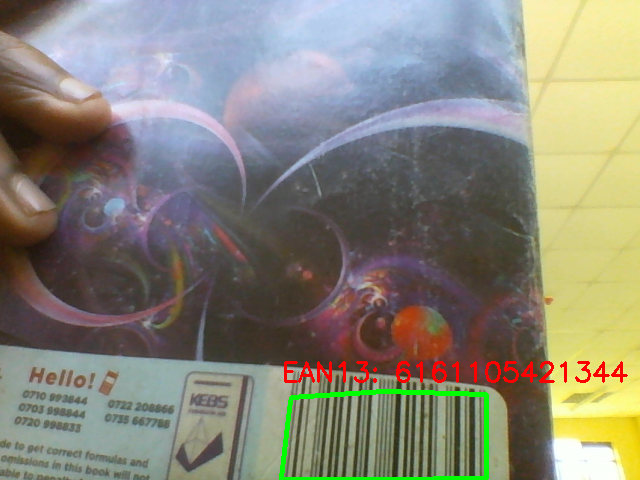 EAN13: 6161105421344
Hello!
0710 993844 0722 208866
0703 998844 0735 667788
0720 998833
KEBS
de to get correct formulas and
omissions in this book will not